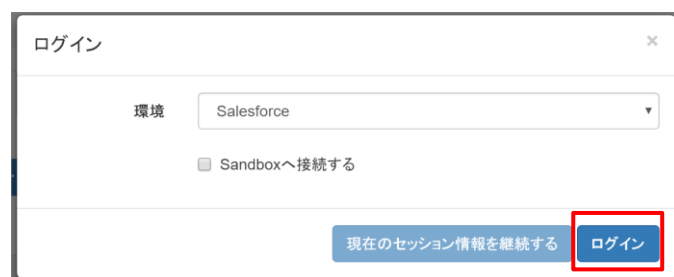 ログイン ×
環境 Salesforce
Sandboxへ接続する
現在のセッション情報を継続する ログイン